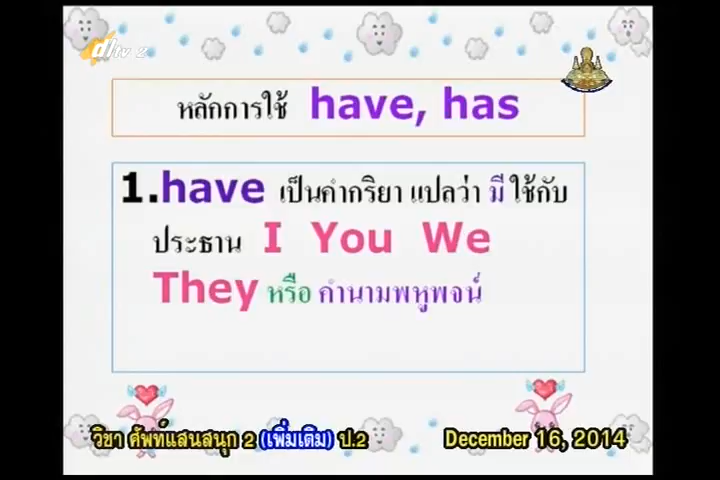 dltv 2
หลักการใช้ have, has
1.have เป็นคำกริยา แปลว่า มี ใช้กับ
ประธาน I You We
They หรือ คำนามพหูพจน์
วิชา ศัพท์แสนสนุก 2 (เพิ่มเติม) ป.2 December 16, 2014